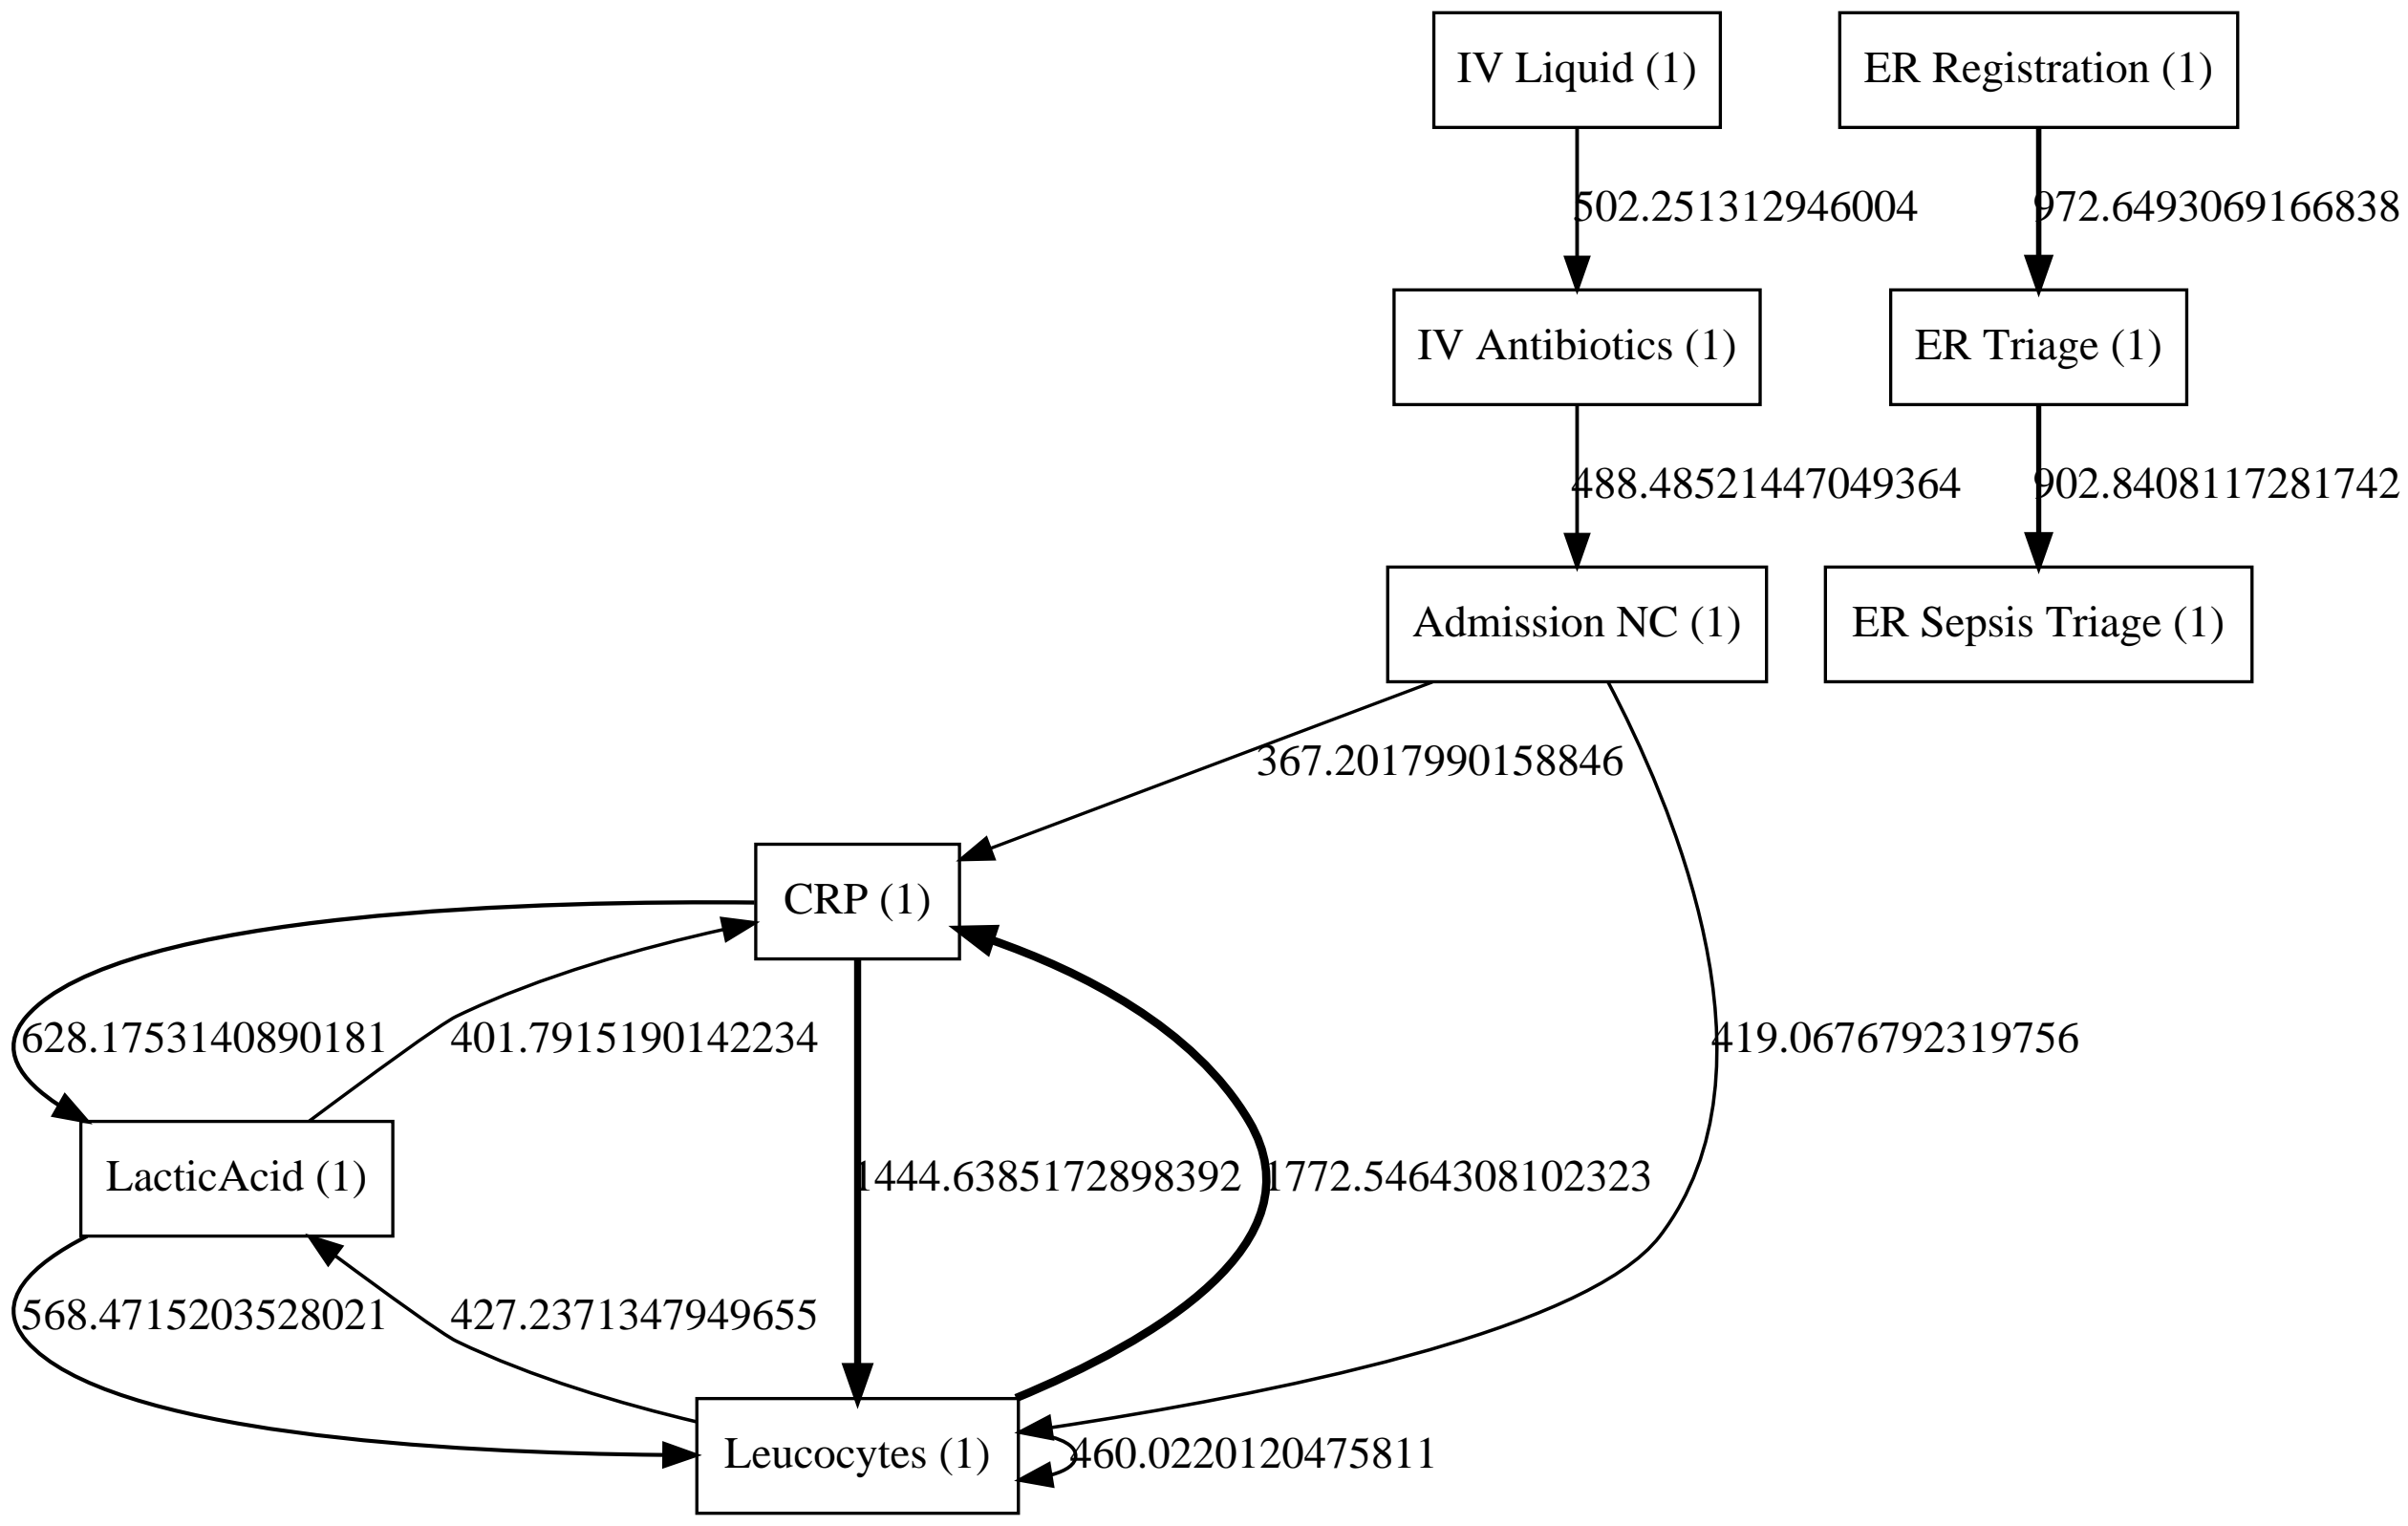 IV Liquid (1)
ER Registration (1)
502.251312946004
972.6493069166838
IV Antibiotics (1)
ER Triage (1)
488.48521447049364
902.8408117281742
Admission NC (1)
ER Sepsis Triage (1)
367.2017990158846
CRP (1)
628.1753140890181
401.7915190142234
419.0676792319756
LacticAcid (1)
1444.6385172898392
1772.5464308102323
568.4715203528021
427.2371347949655
Leucocytes (1)
460.0220120475811